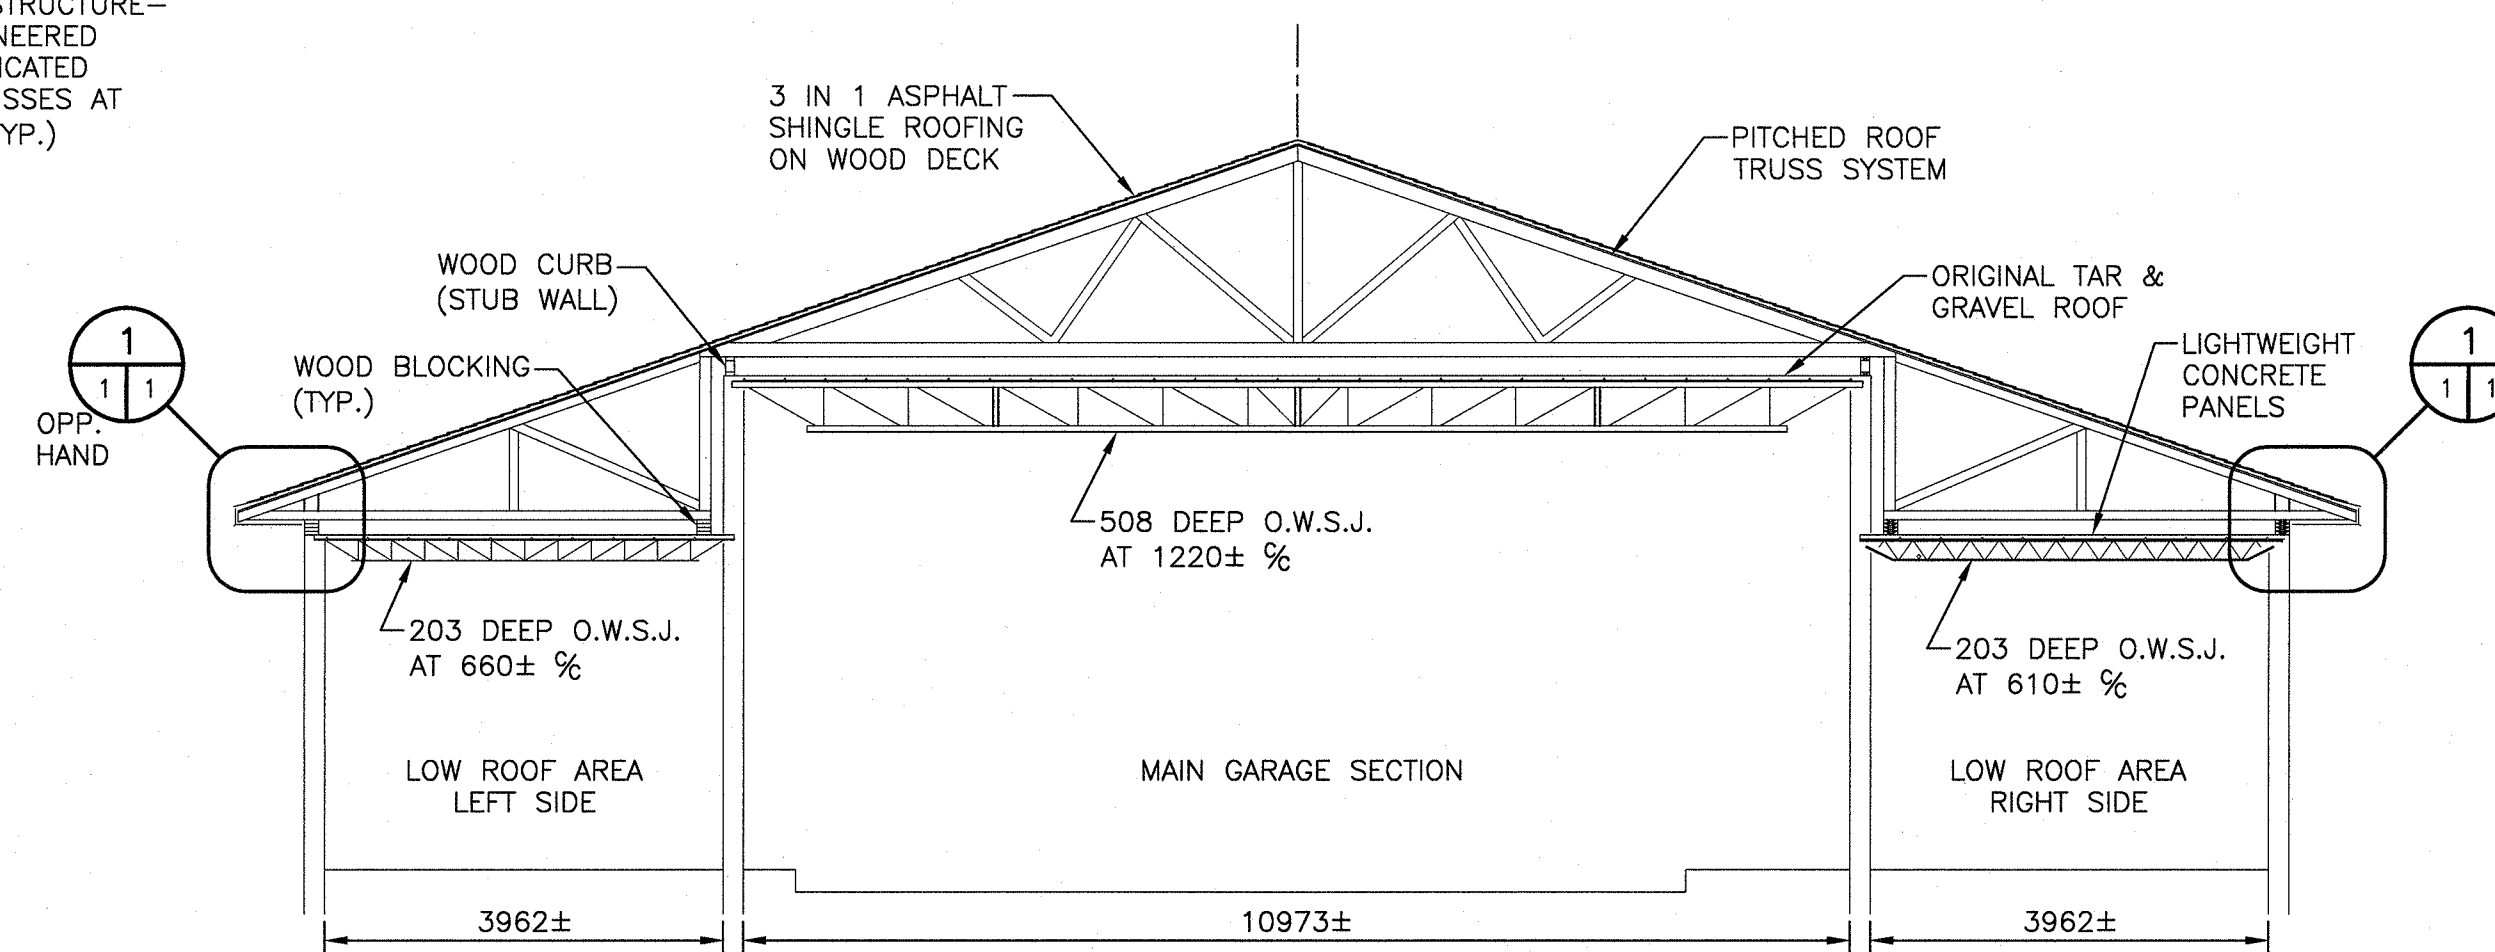 3 IN 1 ASPHALT
SHINGLE ROOFING
ON WOOD DECK
PITCHED ROOF
TRUSS SYSTEM
WOOD CURB
(STUB WALL)
ORIGINAL TAR &
GRAVEL ROOF
WOOD BLOCKING
(TYP.)
LIGHTWEIGHT
CONCRETE
PANELS
1
1 1
OPP.
HAND
1
1 1
508 DEEP O.W.S.J.
AT 1220± ℅
203 DEEP O.W.S.J.
AT 660± ℅
203 DEEP O.W.S.J.
AT 610± ℅
LOW ROOF AREA
LEFT SIDE
MAIN GARAGE SECTION
LOW ROOF AREA
RIGHT SIDE
3962±
10973±
3962±
SSES AT
YP.)